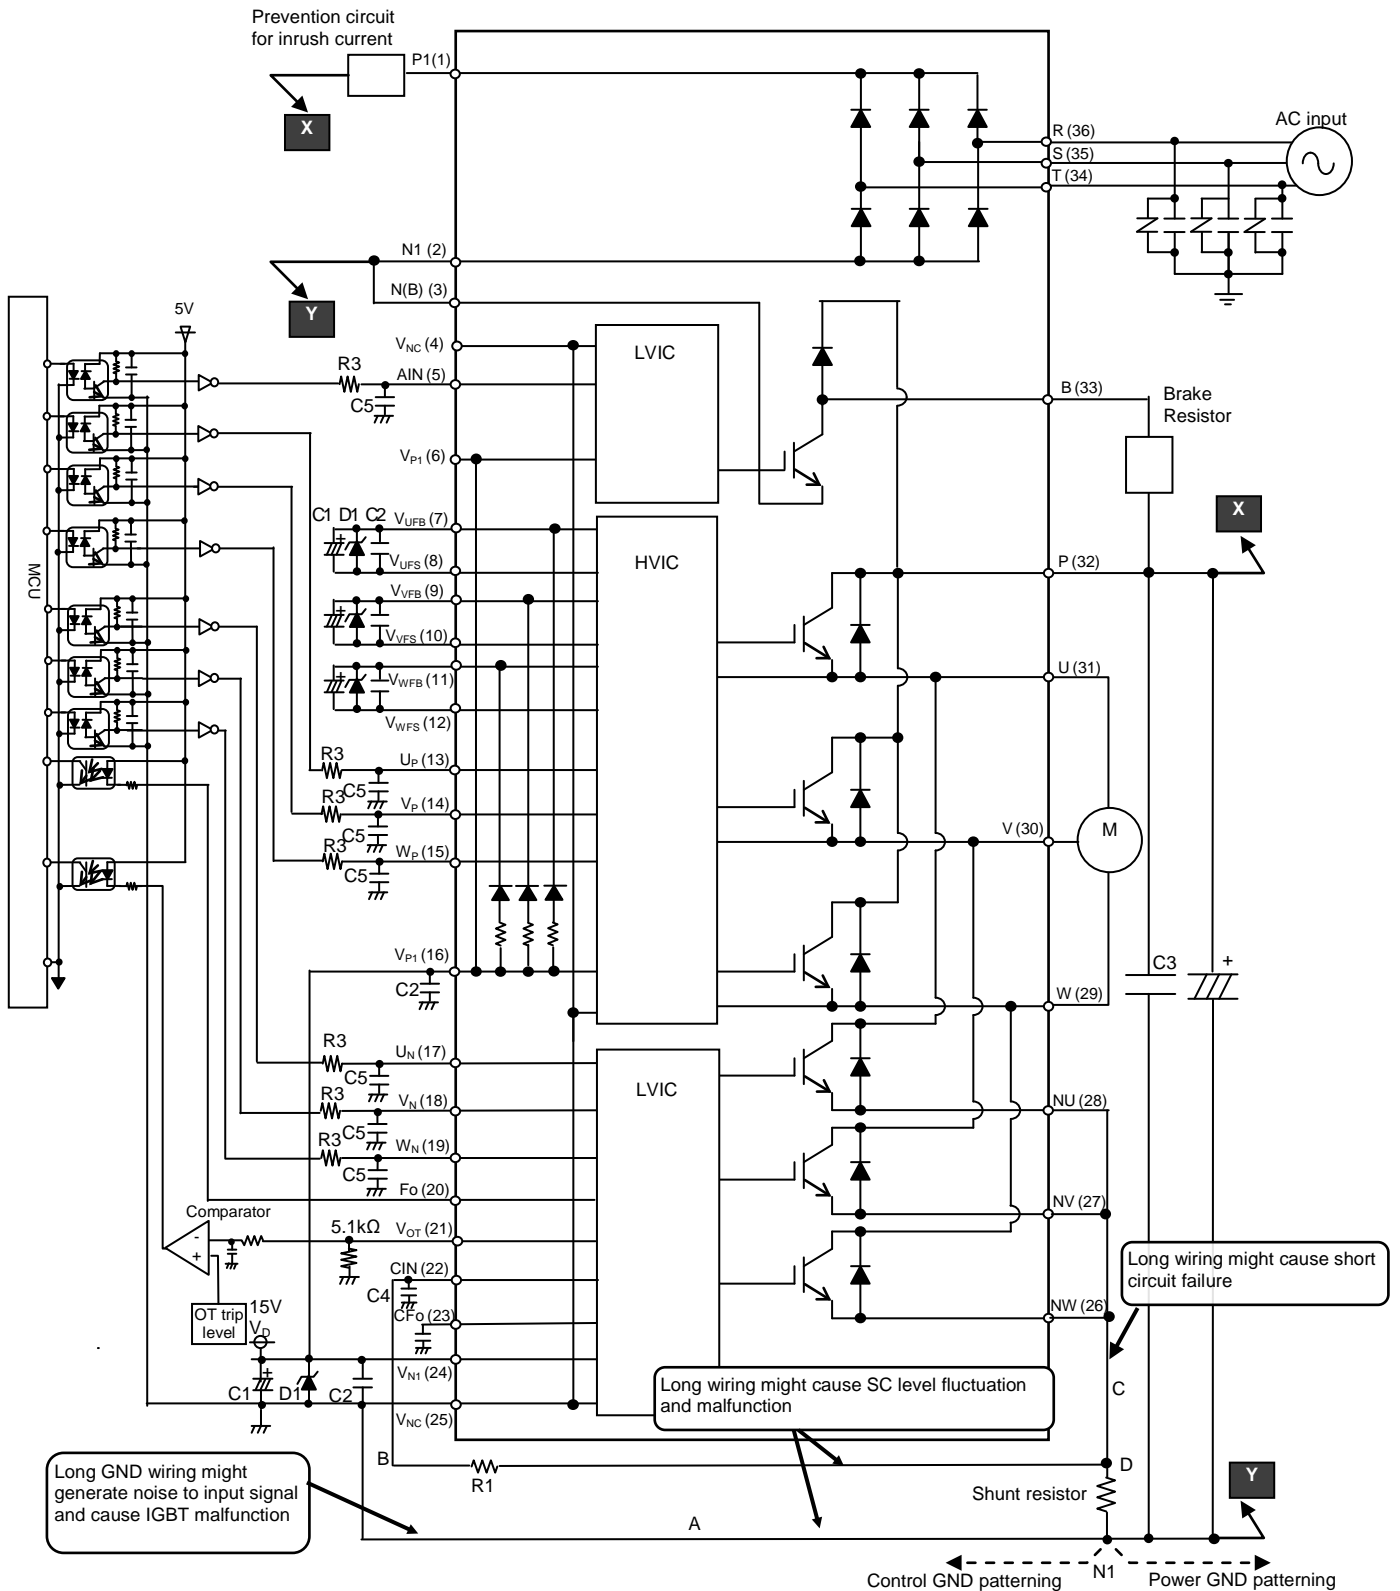 Prevention circuit
for inrush current
P1(1)
X
AC input
R (36)
S (35)
T (34)
N1 (2)
N(B) (3)
Y
5V
VNC (4)
LVIC
R3
AIN (5)
C5
B (33)
Brake
Resistor
VP1 (6)
C1 D1 C2
VUFB (7)
X
VUFS (8)
HVIC
P (32)
MCU
VVFB (9)
VVFS (10)
U (31)
VWFB (11)
VWFS (12)
R3
UP (13)
C5
R3
VP (14)
V (30)
M
C5
R3
WP (15)
C5
VP1 (16)
C2
C3
+
W (29)
R3
UN (17)
C5
LVIC
R3
VN (18)
NU (28)
C5
R3
WN (19)
C5
Fo (20)
NV (27)
Comparator
-
+
5.1kΩ
VOT (21)
Long wiring might cause short
circuit failure
CIN (22)
C4
OT trip
level
15V
VD
CFo (23)
NW (26)
+
VN1 (24)
C1
D1
C2
Long wiring might cause SC level fluctuation
and malfunction
C
VNC (25)
B
R1
D
Long GND wiring might
generate noise to input signal
and cause IGBT malfunction
Y
Shunt resistor
A
N1
Control GND patterning
Power GND patterning